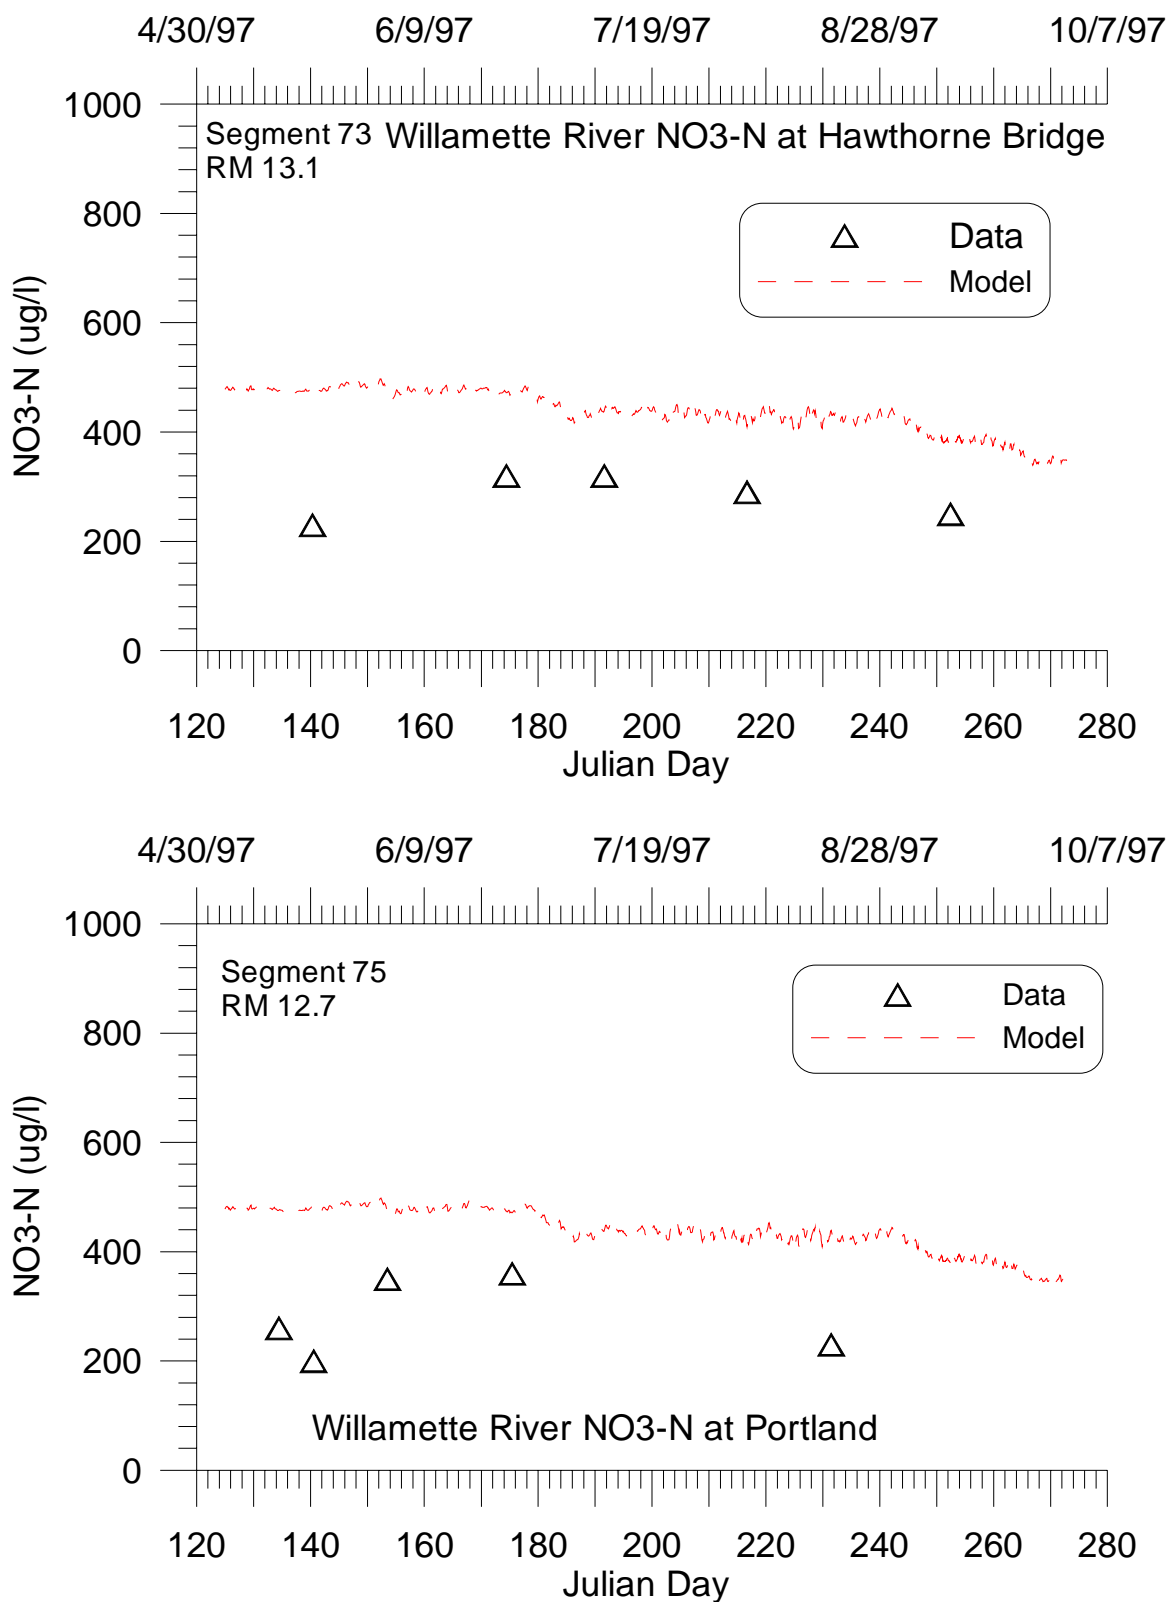 4/30/97 6/9/97 7/19/97 8/28/97 10/7/97
1000
Segment 73 Willamette River NO3-N at Hawthorne Bridge
RM 13.1
800
Data
Model
600
NO3-N (ug/l)
400
200
0
120 140 160 180 200 220 240 260 280
Julian Day
4/30/97 6/9/97 7/19/97 8/28/97 10/7/97
1000
Segment 75
RM 12.7
Data
Model
800
600
NO3-N (ug/l)
400
200
Willamette River NO3-N at Portland
0
120 140 160 180 200 220 240 260 280
Julian Day